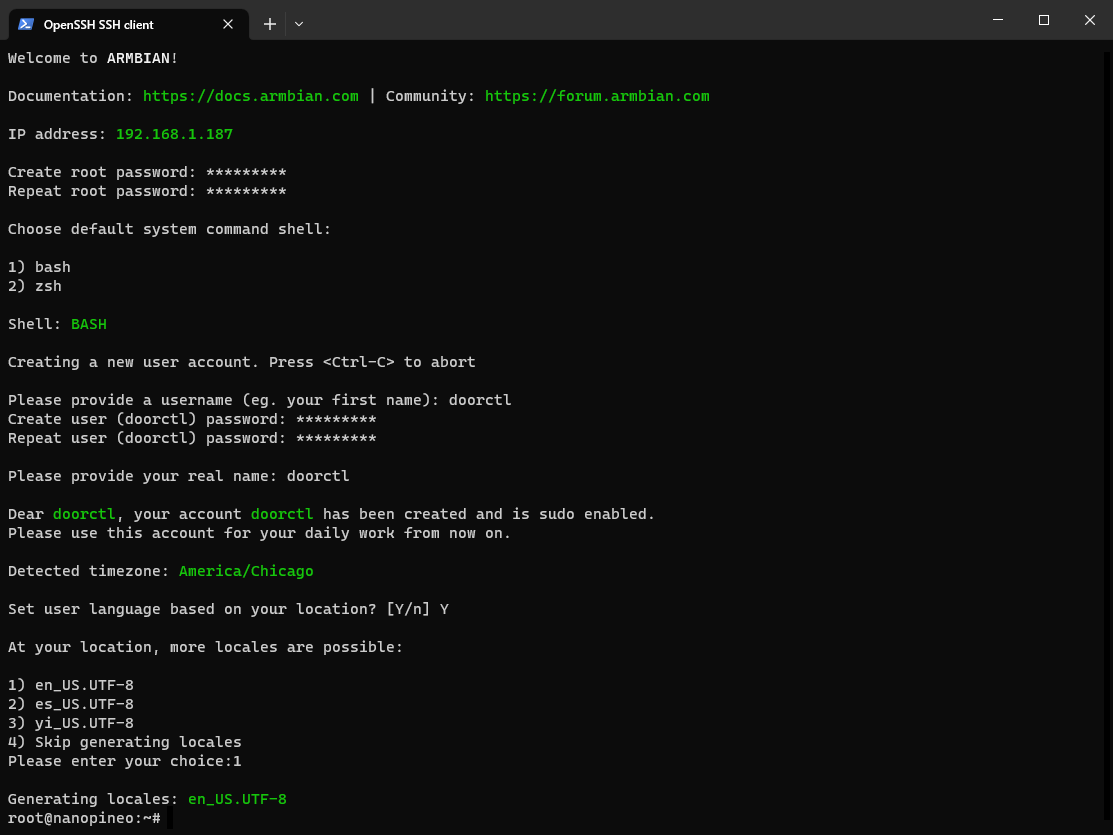 OpenSSH SSH client
Welcome to ARMBIAN!
Documentation: https://docs.armbian.com | Community: https://forum.armbian.com
IP address: 192.168.1.187
Create root password: *********
Repeat root password: *********
Choose default system command shell:
1) bash
2) zsh
Shell: BASH
Creating a new user account. Press <Ctrl-C> to abort
Please provide a username (eg. your first name): doorctl
Create user (doorctl) password: *********
Repeat user (doorctl) password: *********
Please provide your real name: doorctl
Dear doorctl, your account doorctl has been created and is sudo enabled.
Please use this account for your daily work from now on.
Detected timezone: America/Chicago
Set user language based on your location? [Y/n] Y
At your location, more locales are possible:
1) en_US.UTF-8
2) es_US.UTF-8
3) yi_US.UTF-8
4) Skip generating locales
Please enter your choice:1
Generating locales: en_US.UTF-8
root@nanopineo:~#